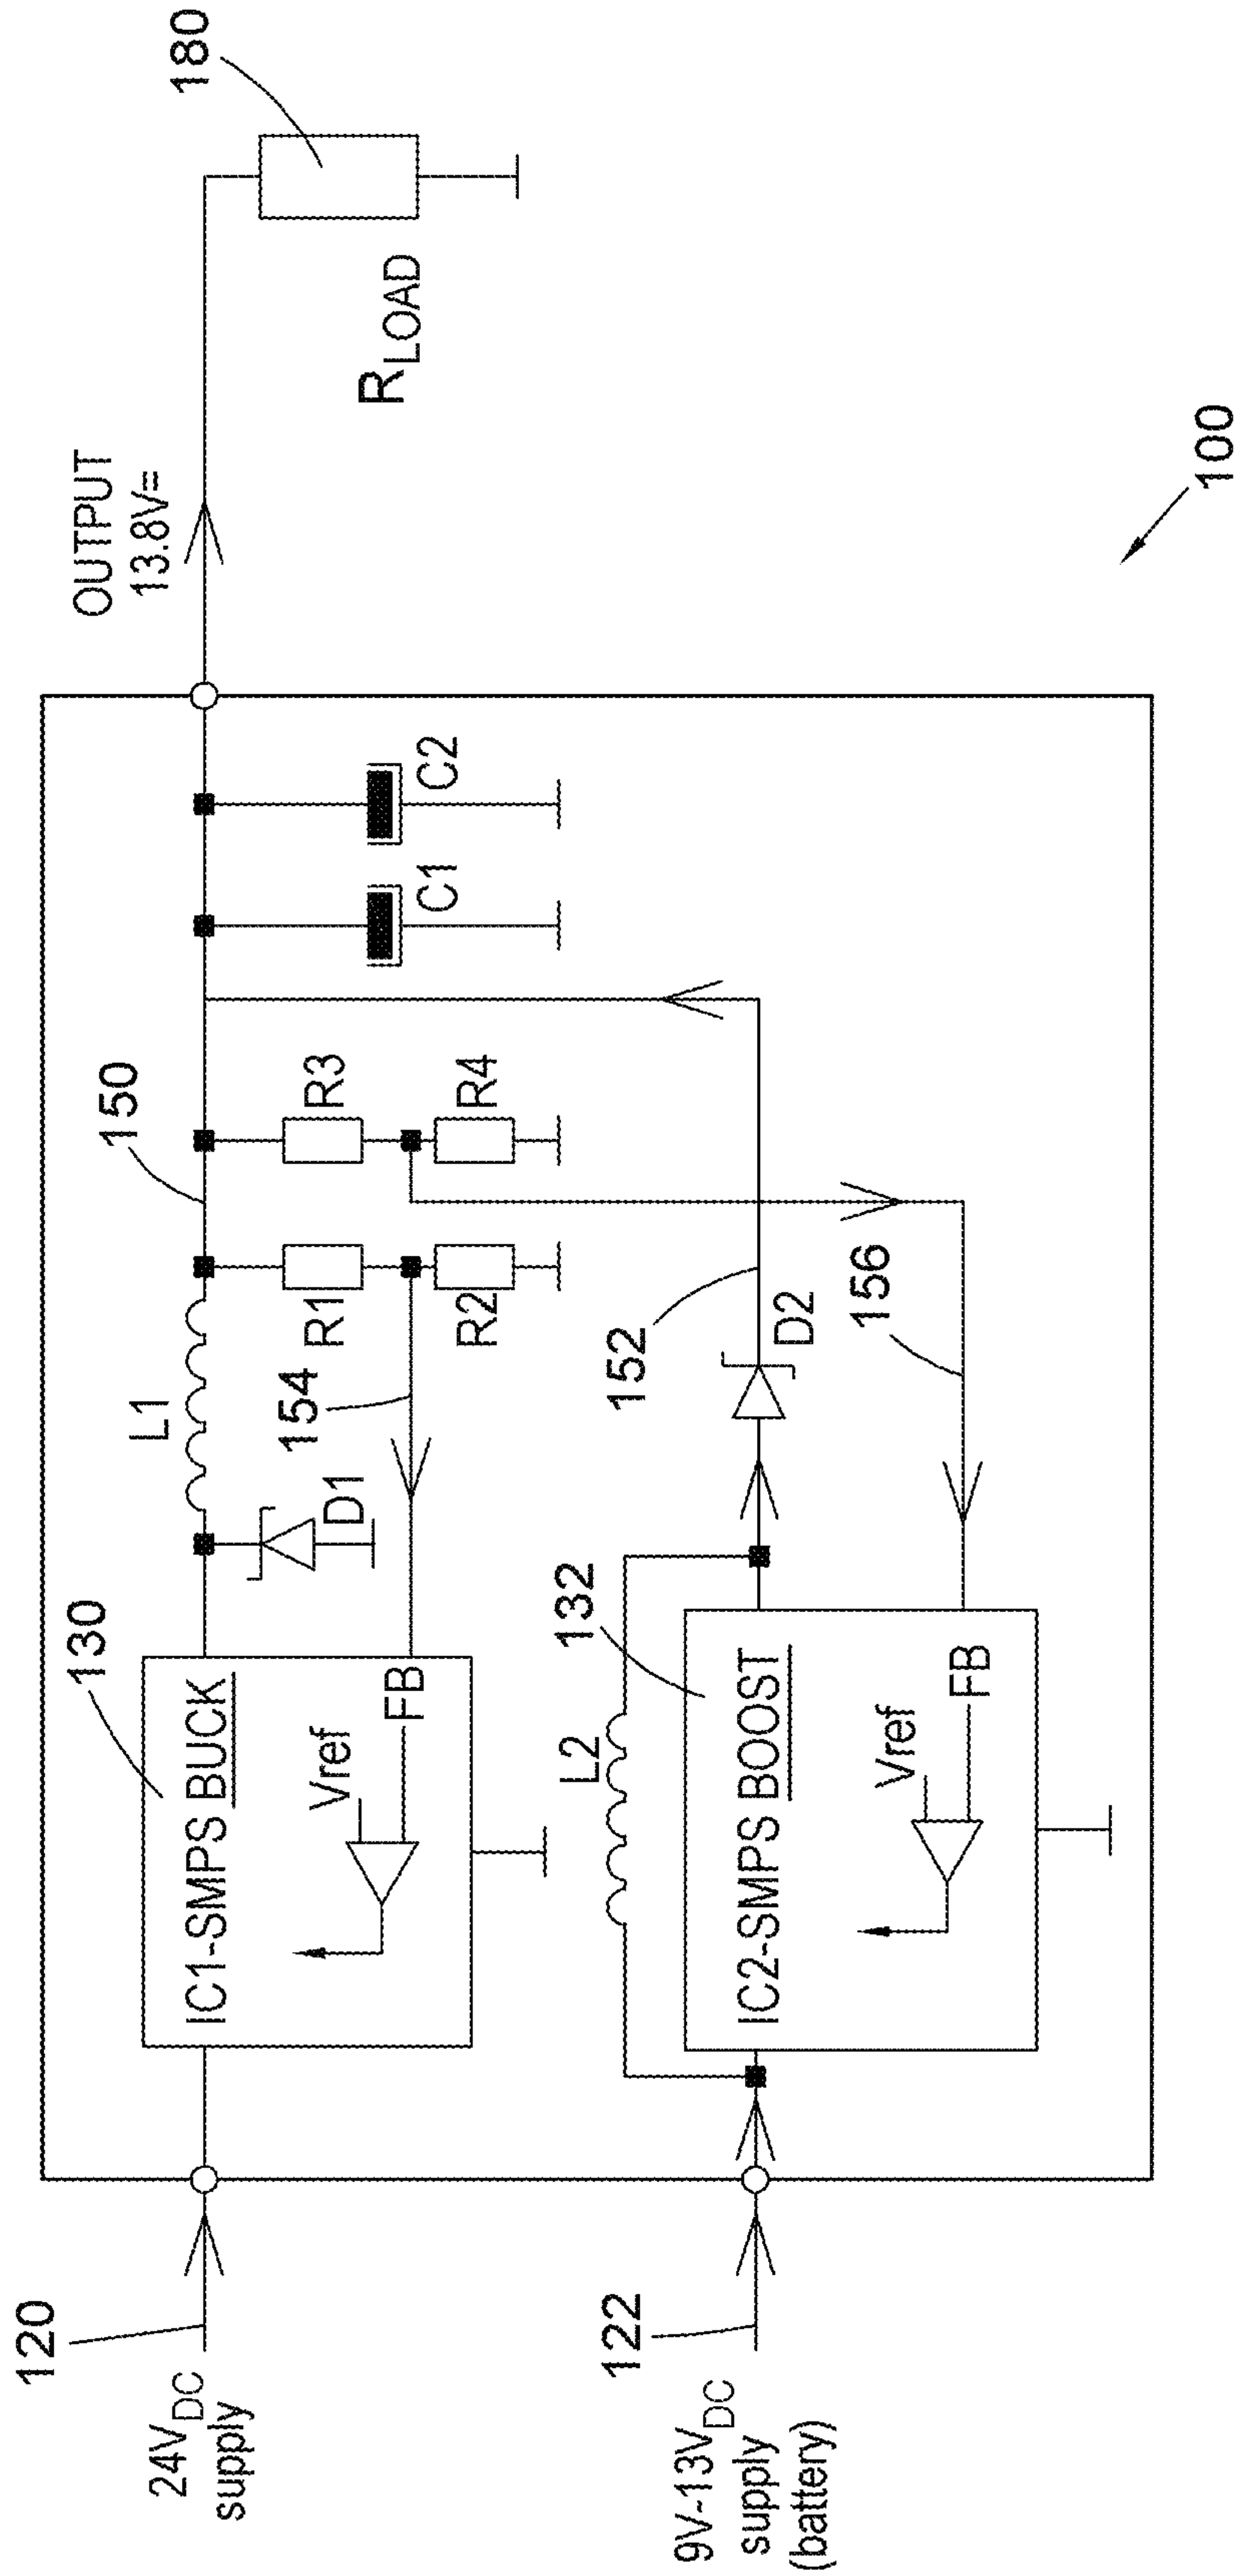 120
24VDC
supply
122
9V-13VDC
supply
(battery)
130
IC1-SMPS BUCK
Vref
FB
D1
L1
154
R1
R2
150
R3
R4
132
IC2-SMPS BOOST
Vref
FB
L2
D2
152
156
C1
C2
OUTPUT
13.8V=
RLOAD
180
100